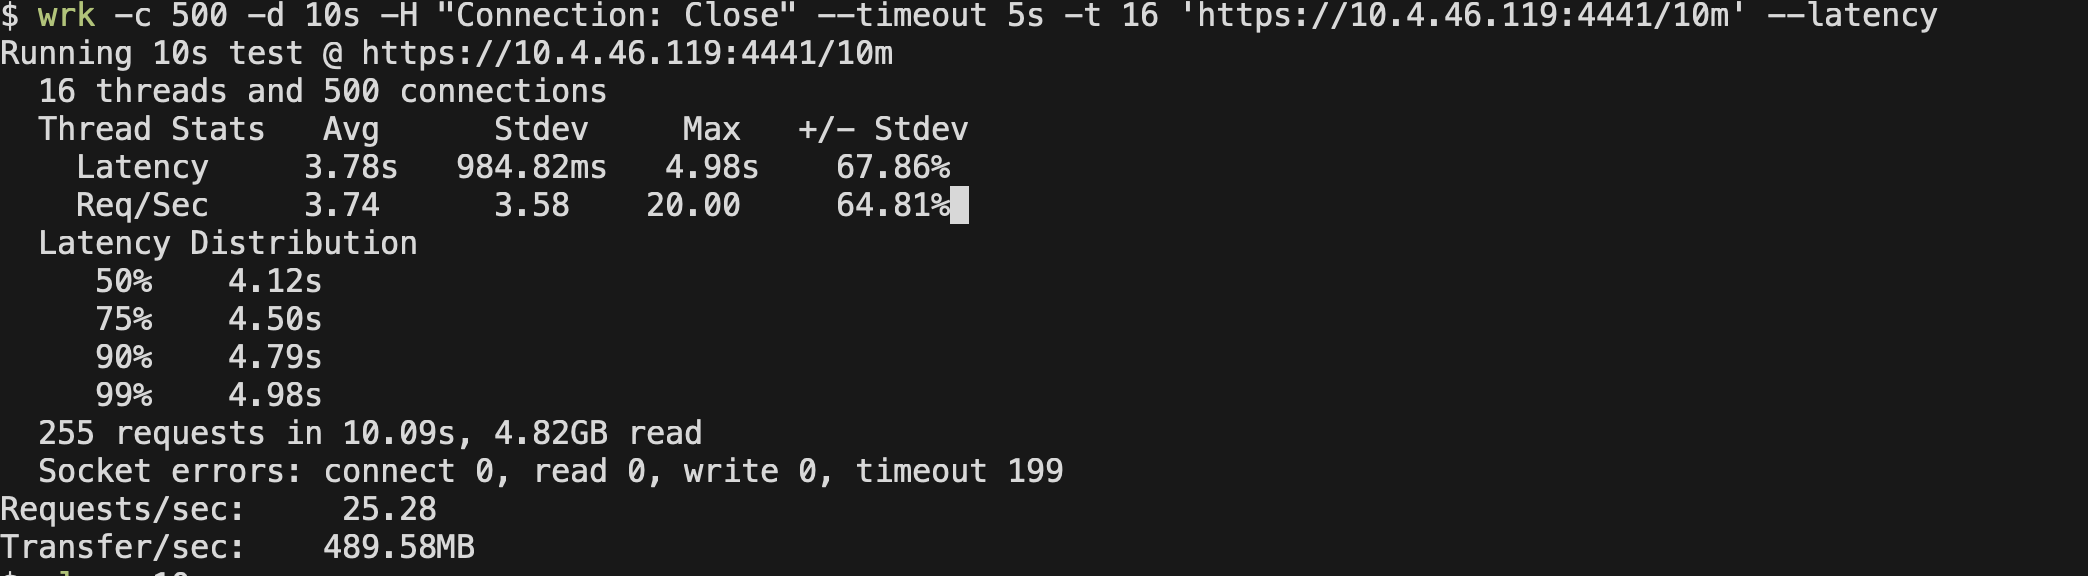 $ wrk -c 500 -d 10s -H "Connection: Close" --timeout 5s -t 16 'https://10.4.46.119:4441/10m' --latency
Running 10s test @ https://10.4.46.119:4441/10m
  16 threads and 500 connections
  Thread Stats   Avg      Stdev     Max   +/- Stdev
    Latency     3.78s   984.82ms   4.98s    67.86%
    Req/Sec     3.74      3.58    20.00     64.81%
  Latency Distribution
     50%    4.12s
     75%    4.50s
     90%    4.79s
     99%    4.98s
  255 requests in 10.09s, 4.82GB read
  Socket errors: connect 0, read 0, write 0, timeout 199
Requests/sec:     25.28
Transfer/sec:    489.58MB